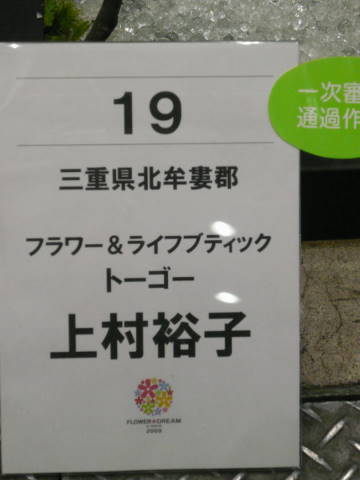 19
一次審
通過作
三重県北牟婁郡
フラワー＆ライフブティック
トーゴー
上村裕子
FLOWER DREAM
2009